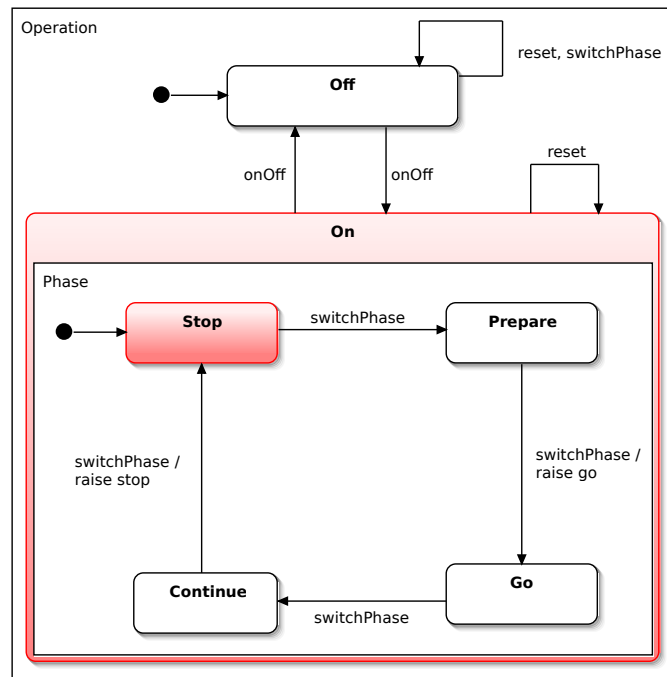 Operation
reset, switchPhase
Off
onOff
onOff
reset
On
Phase
Stop
switchPhase
Prepare
switchPhase /
raise stop
switchPhase /
raise go
Continue
switchPhase
Go